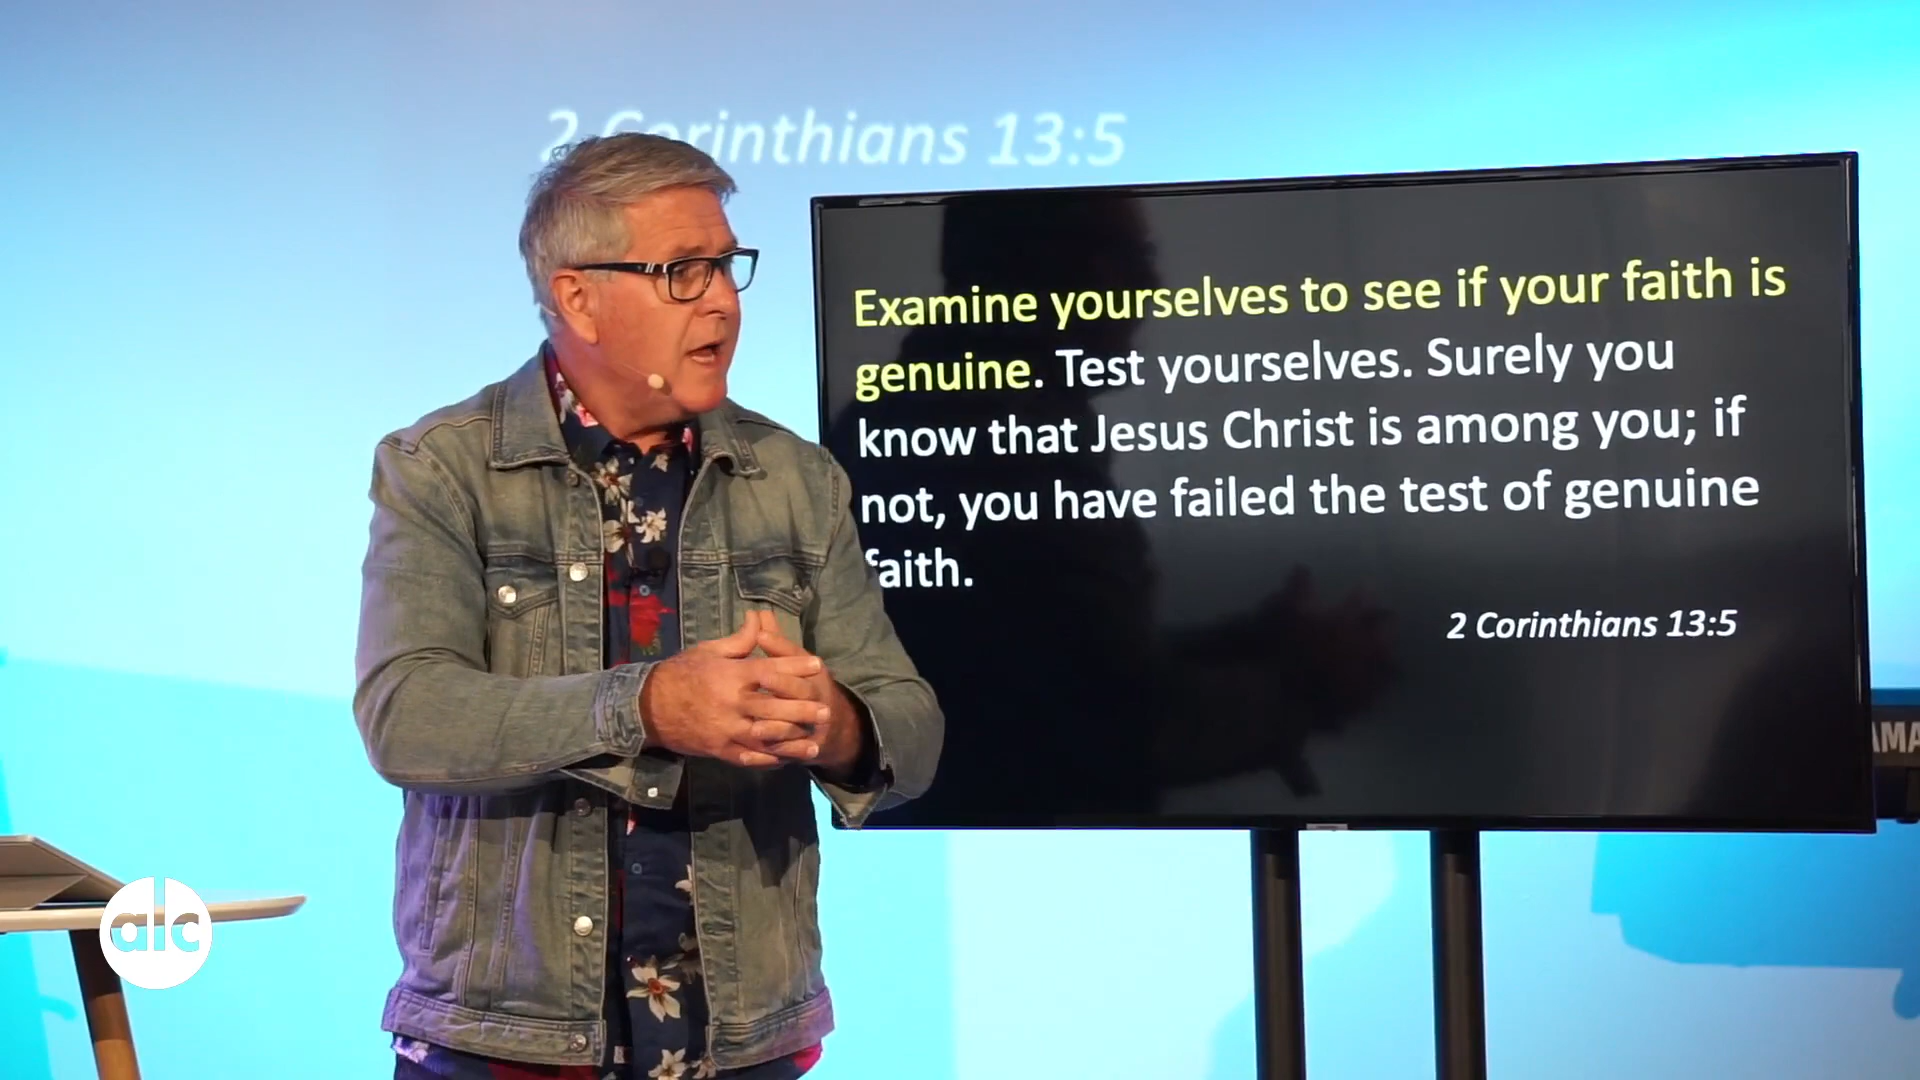 2 Corinthians 13:5
Examine yourselves to see if your faith is
genuine. Test yourselves. Surely you
know that Jesus Christ is among you; if
not, you have failed the test of genuine
faith.
2 Corinthians 13:5
alc